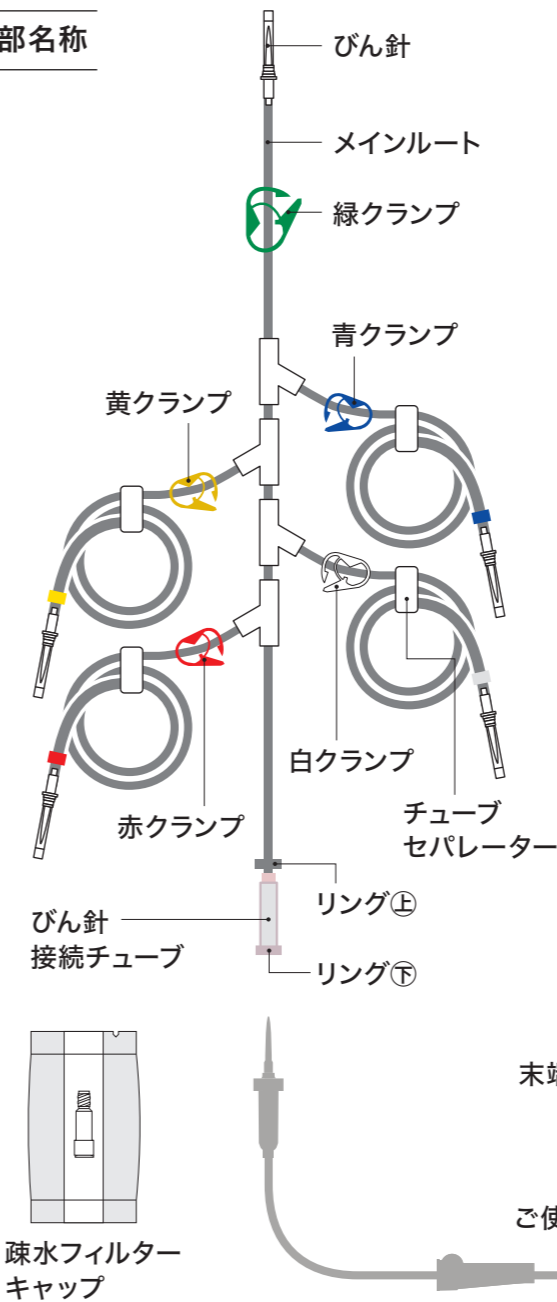 部名称
びん針
メインルート
緑クランプ
青クランプ
黄クランプ
白クランプ
赤クランプ
チューブ
セパレーター
リング㊤
びん針
接続チューブ
リング㊦
末端
ご使
疎水フィルター
キャップ